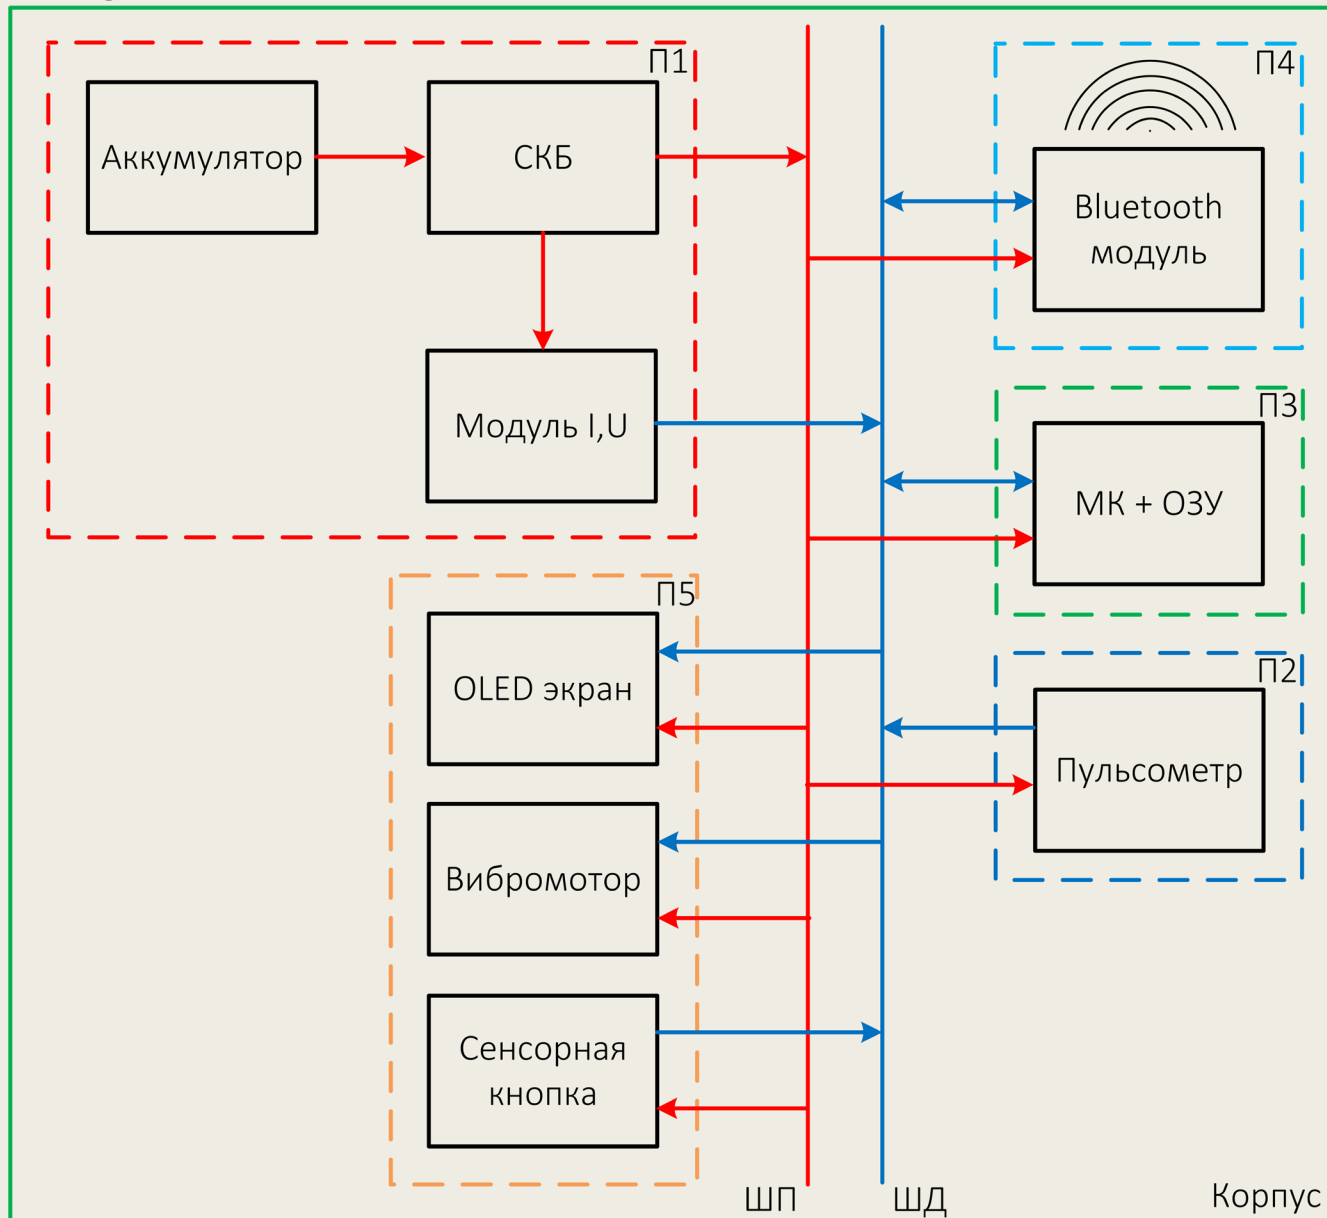 П1
Аккумулятор
СКБ
Модуль I,U
П4
Bluetooth
модуль
П3
МК + ОЗУ
П5
OLED экран
П2
Пульсометр
Вибромотор
Сенсорная
кнопка
ШП
ШД
Корпус